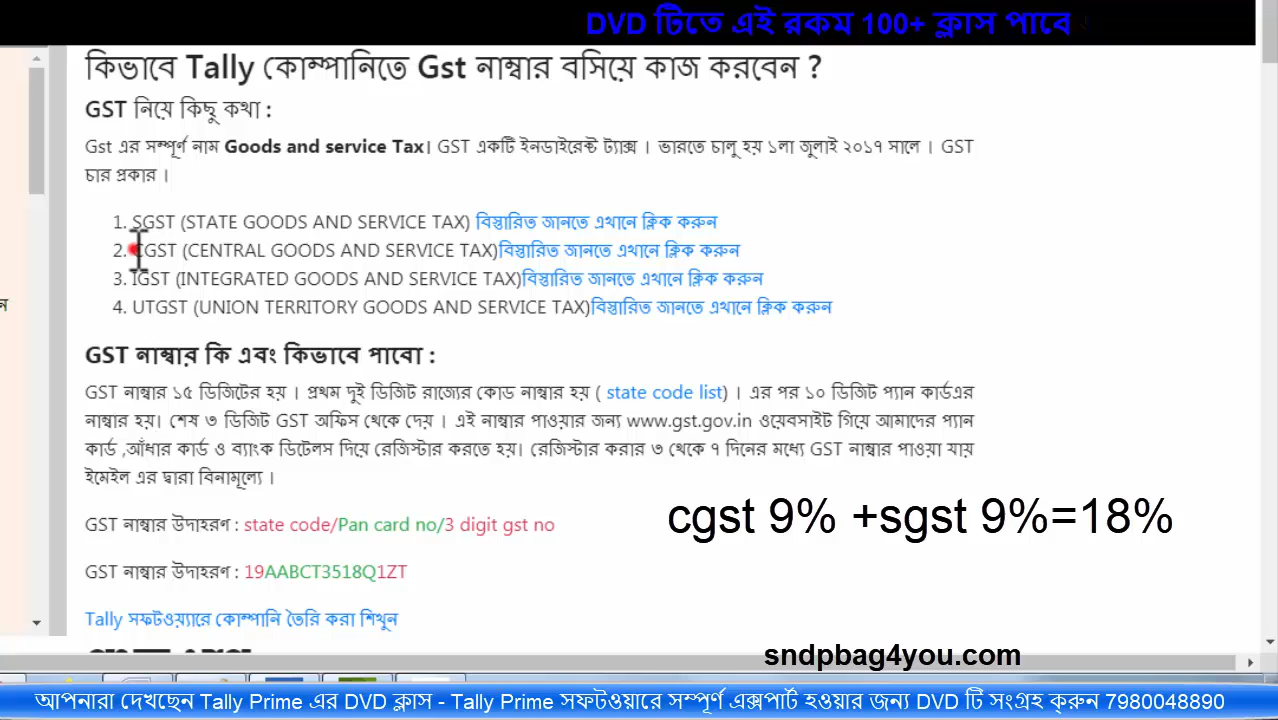 DVD টিতে এই রকম 100+ ক্লাস পাবে
কিভাবে Tally কোম্পানিতে Gst নাম্বার বসিয়ে কাজ করবেন ?
GST নিয়ে কিছু কথা :
Gst এর সম্পূর্ণ নাম Goods and service Tax। GST একটি ইনডাইরেক্ট ট্যাক্স । ভারতে চালু হয় ১লা জুলাই ২০১৭ সালে । GST
চার প্রকার ।
1. SGST (STATE GOODS AND SERVICE TAX) বিস্তারিত জানতে এখানে ক্লিক করুন
2. CGST (CENTRAL GOODS AND SERVICE TAX)বিস্তারিত জানতে এখানে ক্লিক করুন
3. IGST (INTEGRATED GOODS AND SERVICE TAX)বিস্তারিত জানতে এখানে ক্লিক করুন
4. UTGST (UNION TERRITORY GOODS AND SERVICE TAX)বিস্তারিত জানতে এখানে ক্লিক করুন
GST নাম্বার কি এবং কিভাবে পাবো :
GST নাম্বার ১৫ ডিজিটের হয় । প্রথম দুই ডিজিট রাজ্যের কোড নাম্বার হয় ( state code list) । এর পর ১০ ডিজিট প্যান কার্ডএর
নাম্বার হয়। শেষ ৩ ডিজিট GST অফিস থেকে দেয় । এই নাম্বার পাওয়ার জন্য www.gst.gov.in ওয়েবসাইট গিয়ে আমাদের প্যান
কার্ড ,আঁধার কার্ড ও ব্যাংক ডিটেলস দিয়ে রেজিস্টার করতে হয়। রেজিস্টার করার ৩ থেকে ৭ দিনের মধ্যে GST নাম্বার পাওয়া যায়
ইমেইল এর দ্বারা বিনামূল্যে ।
GST নাম্বার উদাহরণ : state code/Pan card no/3 digit gst no
cgst 9% +sgst 9%=18%
GST নাম্বার উদাহরণ : 19AABCT3518Q1ZT
Tally সফটওয়্যারে কোম্পানি তৈরি করা শিখুন
sndpbag4you.com
আপনারা দেখছেন Tally Prime এর DVD ক্লাস - Tally Prime সফটওয়ারে সম্পূর্ণ এক্সপার্ট হওয়ার জন্য DVD টি সংগ্রহ করুন 7980048890